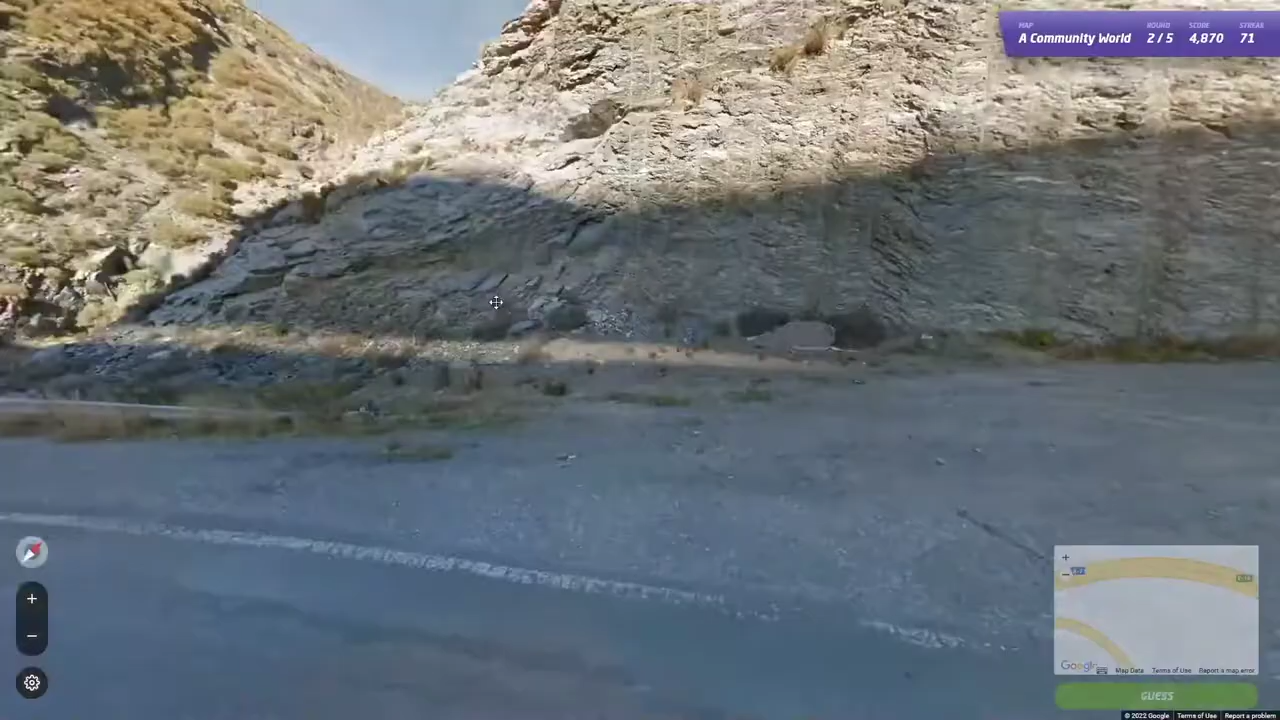 MAP
A Community World
ROUND
2 / 5
SCORE
4,870
STREAK
71
+
−
+
−
Google
Map Data
Terms of Use
Report a map error
GUESS
© 2022 Google
Terms of Use
Report a problem